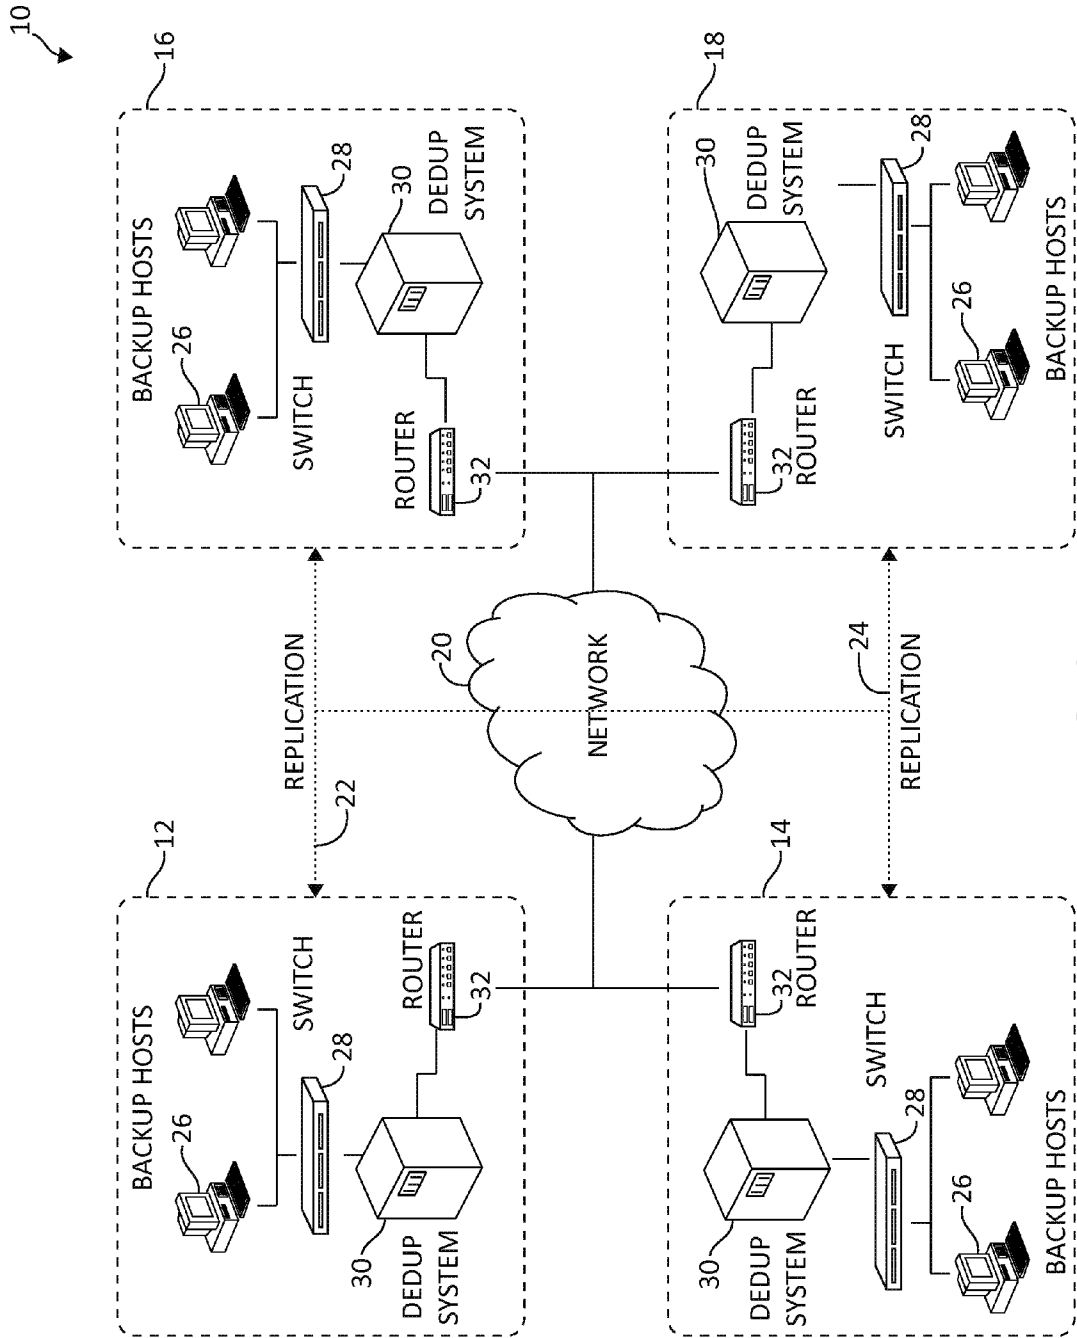 10
12
BACKUP HOSTS
26
SWITCH
28
30
DEDUP
SYSTEM
ROUTER
32
REPLICATION
22
16
BACKUP HOSTS
26
SWITCH
28
30
DEDUP
SYSTEM
ROUTER
32
20
NETWORK
14
30
DEDUP
SYSTEM
32
ROUTER
SWITCH
28
26
BACKUP HOSTS
24
REPLICATION
18
30
DEDUP
SYSTEM
32
ROUTER
SWITCH
28
26
BACKUP HOSTS